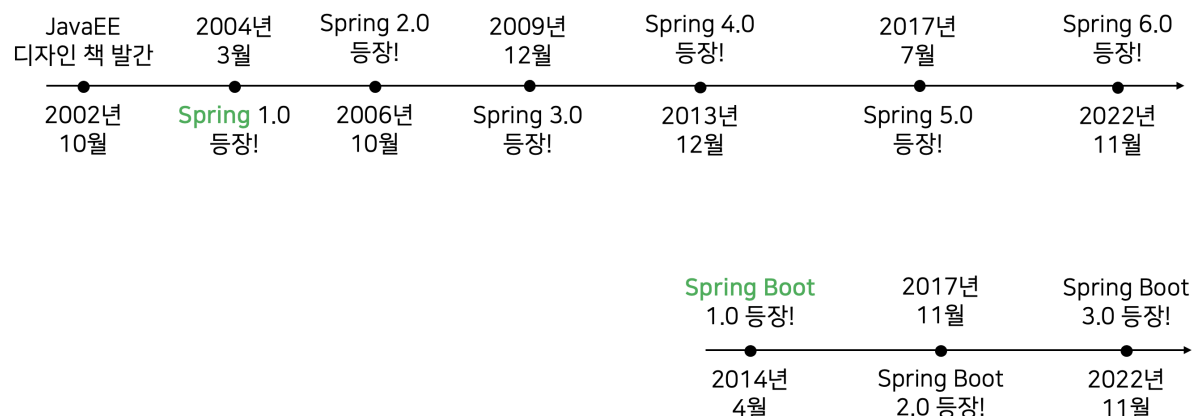 JavaEE
디자인 책 발간
2002년
10월
2004년
3월
Spring 1.0
등장!
Spring 2.0
등장!
2006년
10월
2009년
12월
Spring 3.0
등장!
Spring 4.0
등장!
2013년
12월
2017년
7월
Spring 5.0
등장!
Spring 6.0
등장!
2022년
11월
Spring Boot
1.0 등장!
2014년
4월
2017년
11월
Spring Boot
2.0 등장!
Spring Boot
3.0 등장!
2022년
11월